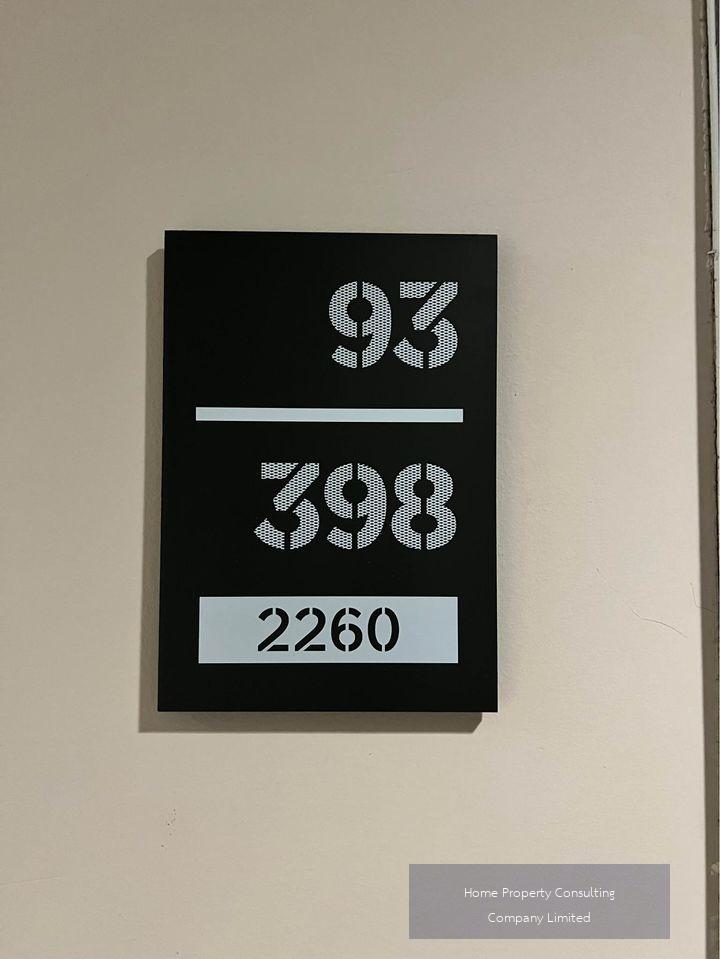 93
398
2260
Home Property Consulting
Company Limited